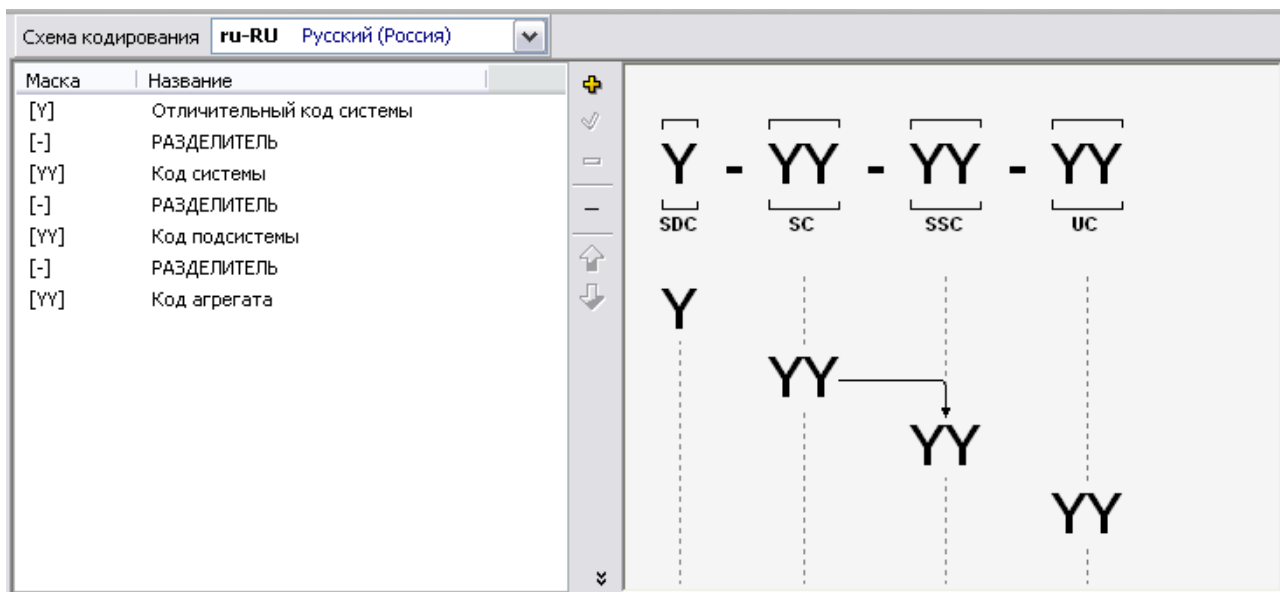 Схема кодирования ru-RU Русский (Россия)
Маска Название
[Y] Отличительный код системы
[-] РАЗДЕЛИТЕЛЬ
[YY] Код системы
[-] РАЗДЕЛИТЕЛЬ
[YY] Код подсистемы
[-] РАЗДЕЛИТЕЛЬ
[YY] Код агрегата
Y - YY - YY - YY
SDC SC SSC UC
Y
YY
YY
YY